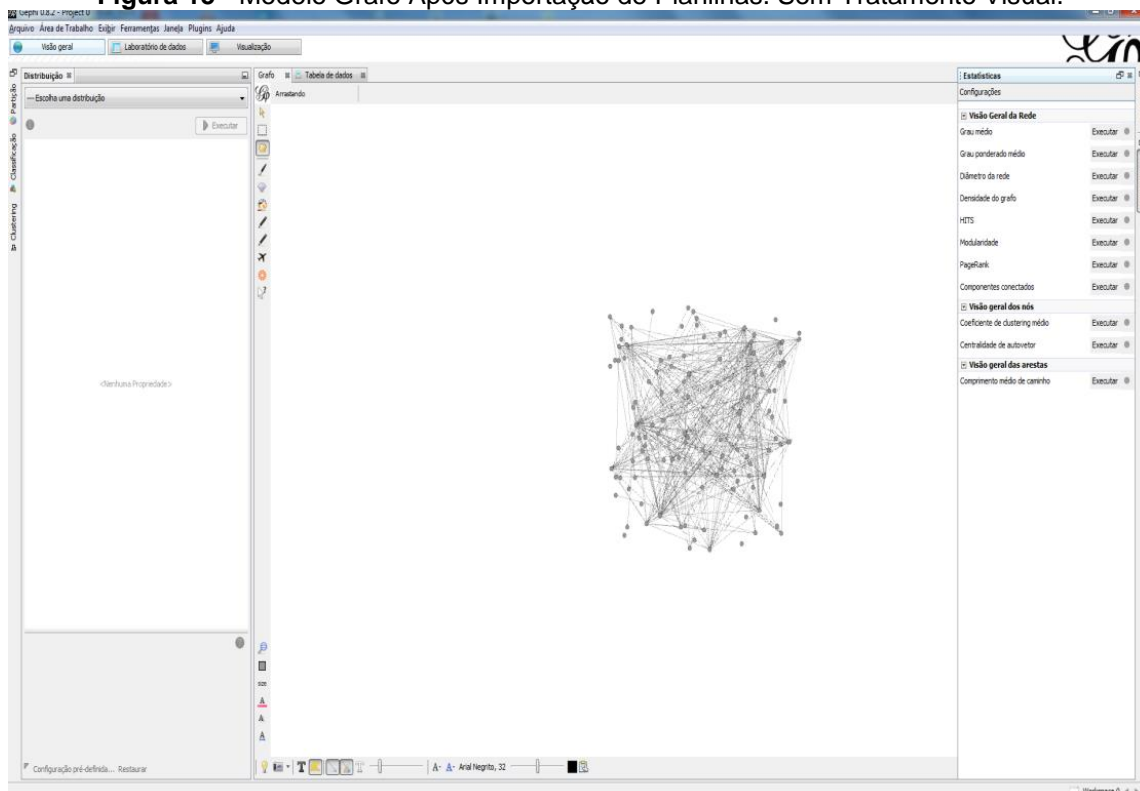 Figura 18 - Modelo Grafo Após Importação de Planilhas. Sem Tratamento Visual.
Gephi 0.8.2 - Project 0
Arquivo Área de Trabalho Exibir Ferramentas Janela Plugins Ajuda
Visão geral Laboratório de dados Visualização
Partição
Classificação
Clustering
Distribuição
---Escolha uma distribuição
Executar
<Nenhuma Propriedade>
Configuração pré-definida... Restaurar
Grafo Tabela de dados
Arrastando
size
A
A.
A
T T A- A- Arial Negrito, 32
Estatísticas
Configurações
Visão Geral da Rede
Grau médio Executar
Grau ponderado médio Executar
Diâmetro da rede Executar
Densidade do grafo Executar
HITS Executar
Modularidade Executar
PageRank Executar
Componentes conectados Executar
Visão geral dos nós
Coeficiente de clustering médio Executar
Centralidade de autovetor Executar
Visão geral das arestas
Comprimento médio de caminho Executar
Workspace 0